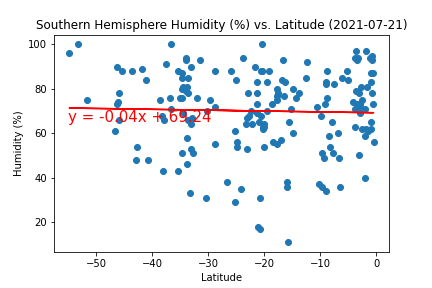 Southern Hemisphere Humidity (%) vs. Latitude (2021-07-21)
100
80
60
40
20
Humidity (%)
y = -0.04x + 69.24
−50
−40
−30
−20
−10
0
Latitude